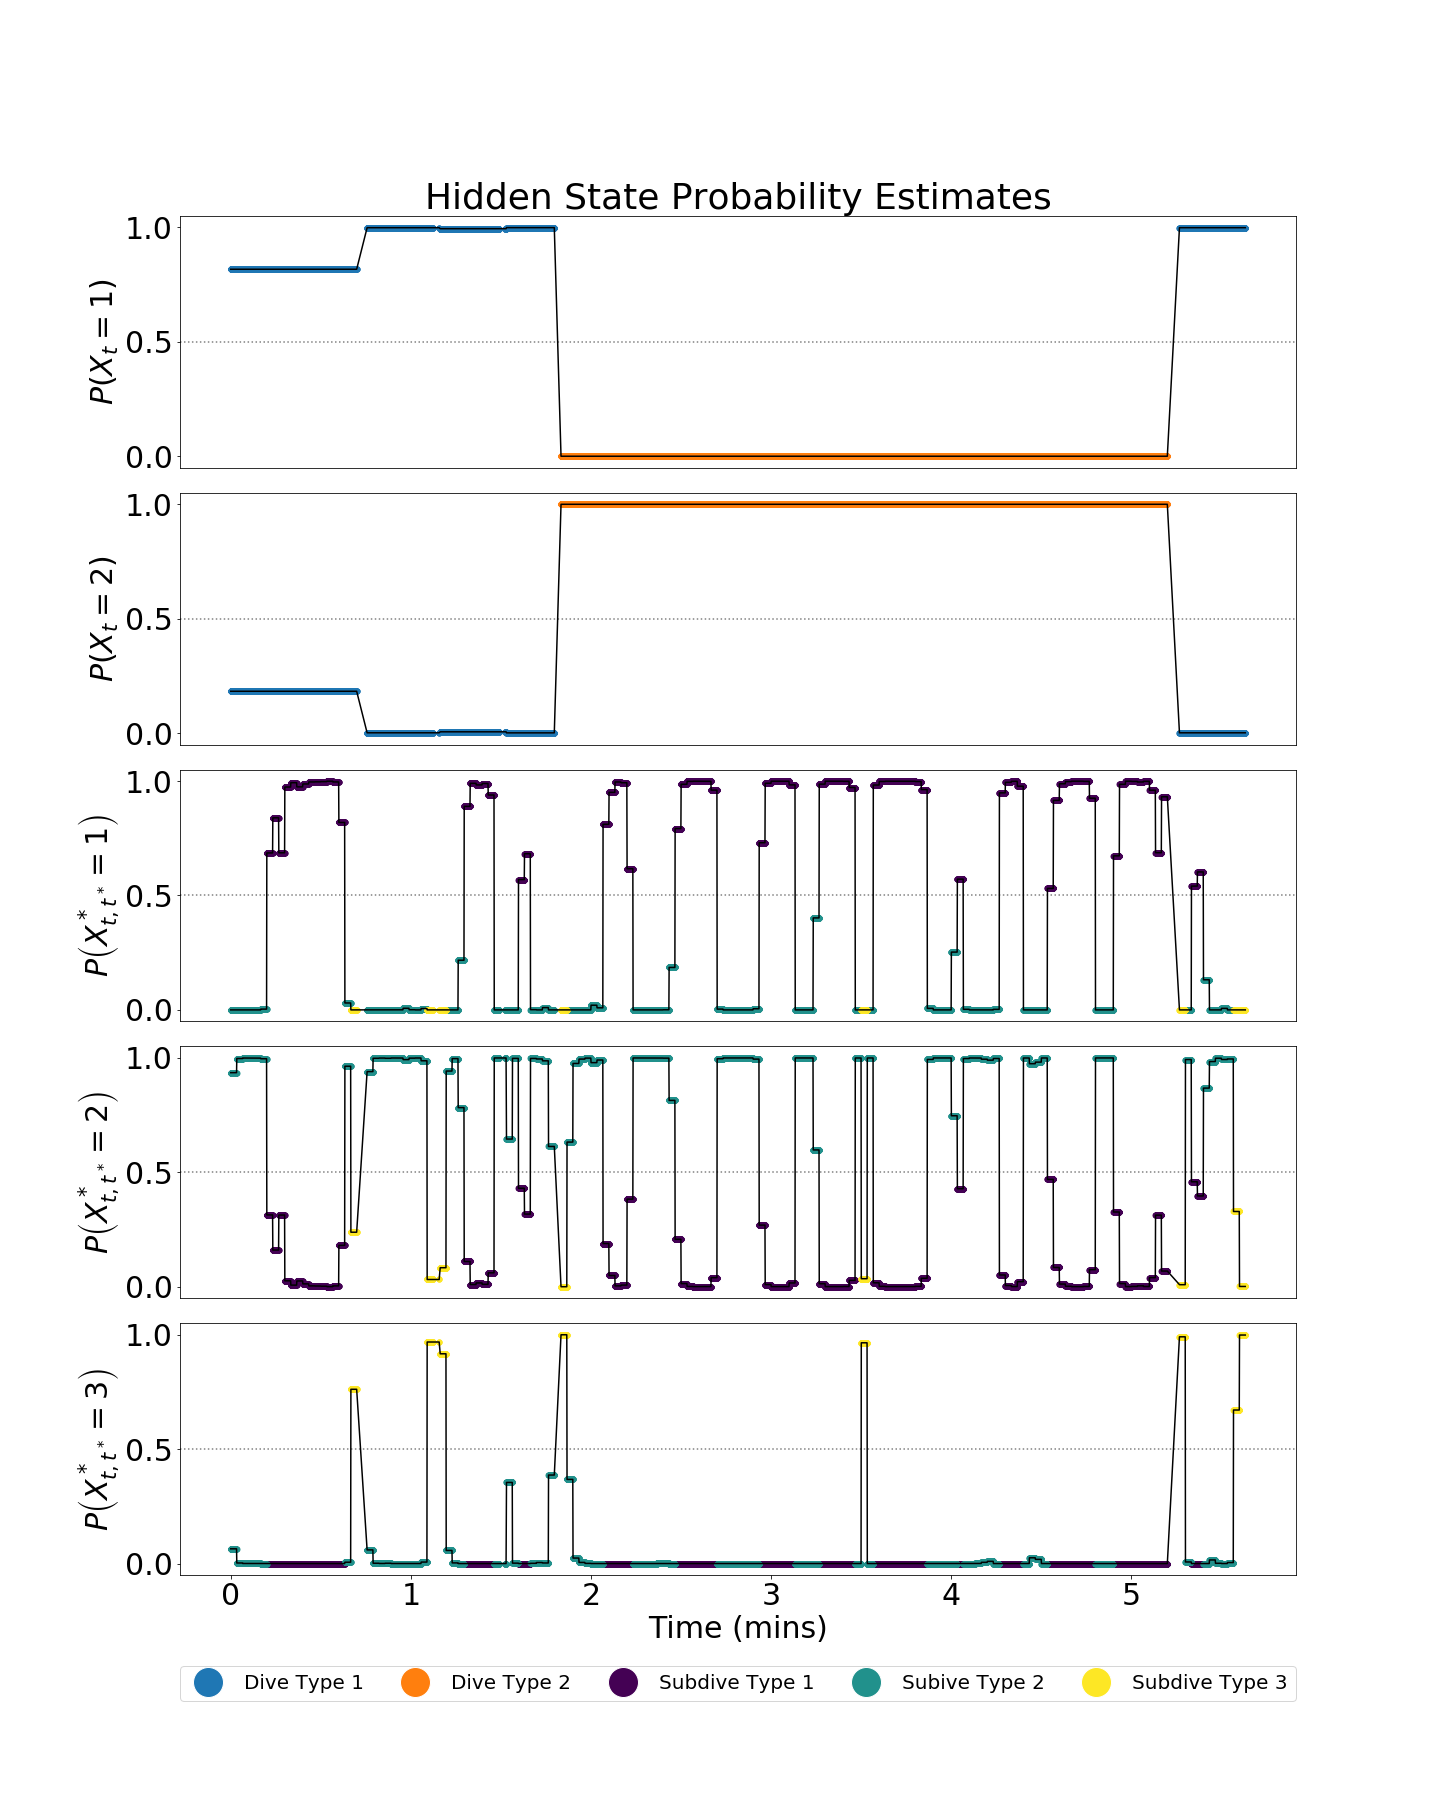 Hidden State Probability Estimates
1.0
0.5
0.0
P(X_t = 1)
1.0
0.5
0.0
P(X_t = 2)
1.0
0.5
0.0
P(X*_{t, t*} = 1)
1.0
0.5
0.0
P(X*_{t, t*} = 2)
1.0
0.5
0.0
P(X*_{t, t*} = 3)
0 1 2 3 4 5
Time (mins)
Dive Type 1 Dive Type 2 Subdive Type 1 Subive Type 2 Subdive Type 3